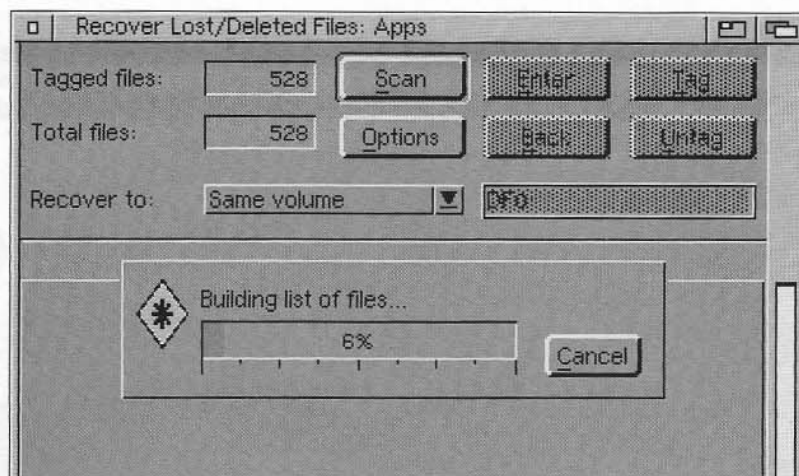 Recover Lost/Deleted Files: Apps
Tagged files: 528 Scan Enter Tag
Total files: 528 Options Back Untag
Recover to: Same volume DF0
Building list of files...
6%
Cancel